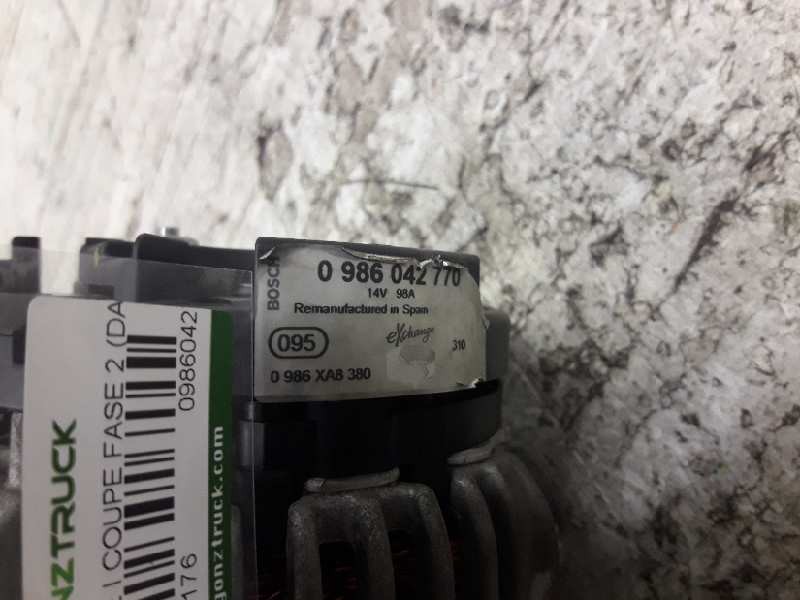 BOSCH
0 986 042 770
14V 98A
Remanufactured in Spain
095
exchange
310
0 986 XA8 380
NZTRUCK
I COUPE FASE 2 (DA
0986042
176
gonztruck.com